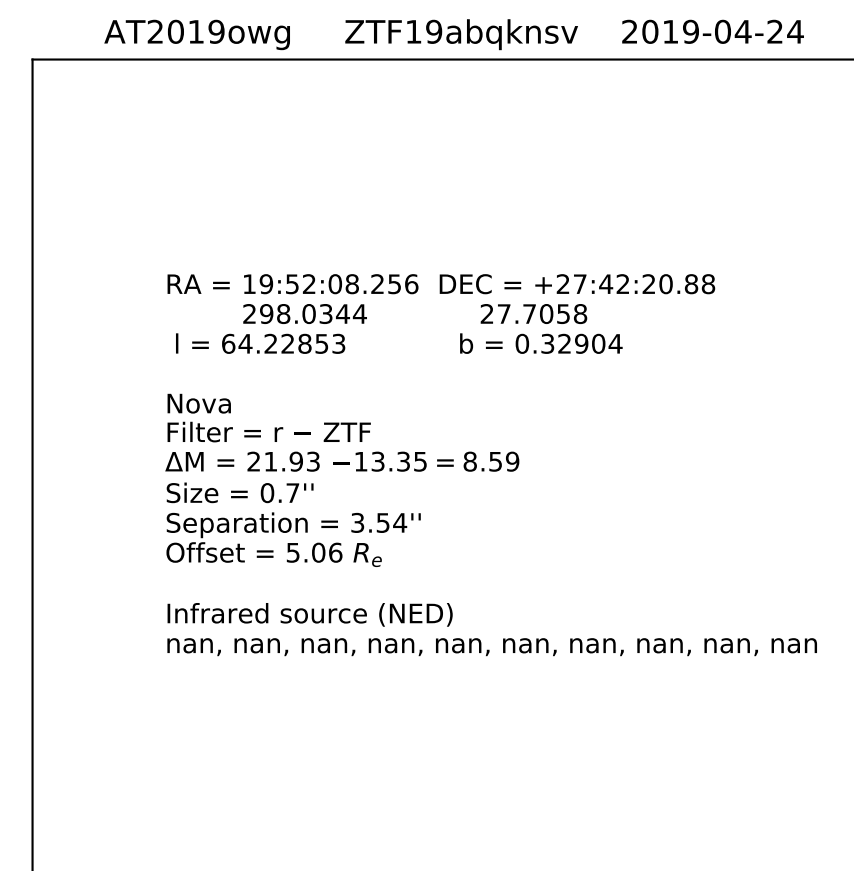 AT2019owg ZTF19abqknsv 2019-04-24
RA = 19:52:08.256 DEC = +27:42:20.88
298.0344 27.7058
l = 64.22853 b = 0.32904
Nova
Filter = r − ZTF
ΔM = 21.93 −13.35 = 8.59
Size = 0.7''
Separation = 3.54''
Offset = 5.06 Rₑ
Infrared source (NED)
nan, nan, nan, nan, nan, nan, nan, nan, nan, nan